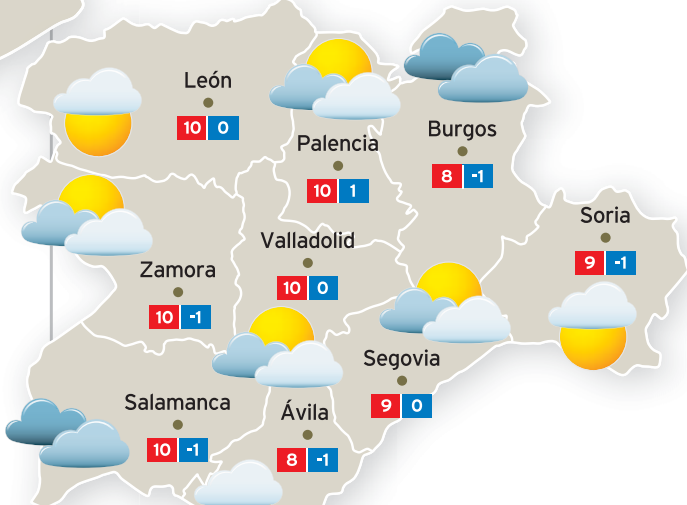 León
10 0
Palencia
10 1
Burgos
8 -1
Soria
9 -1
Zamora
10 -1
Valladolid
10 0
Segovia
9 0
Salamanca
10 -1
Ávila
8 -1